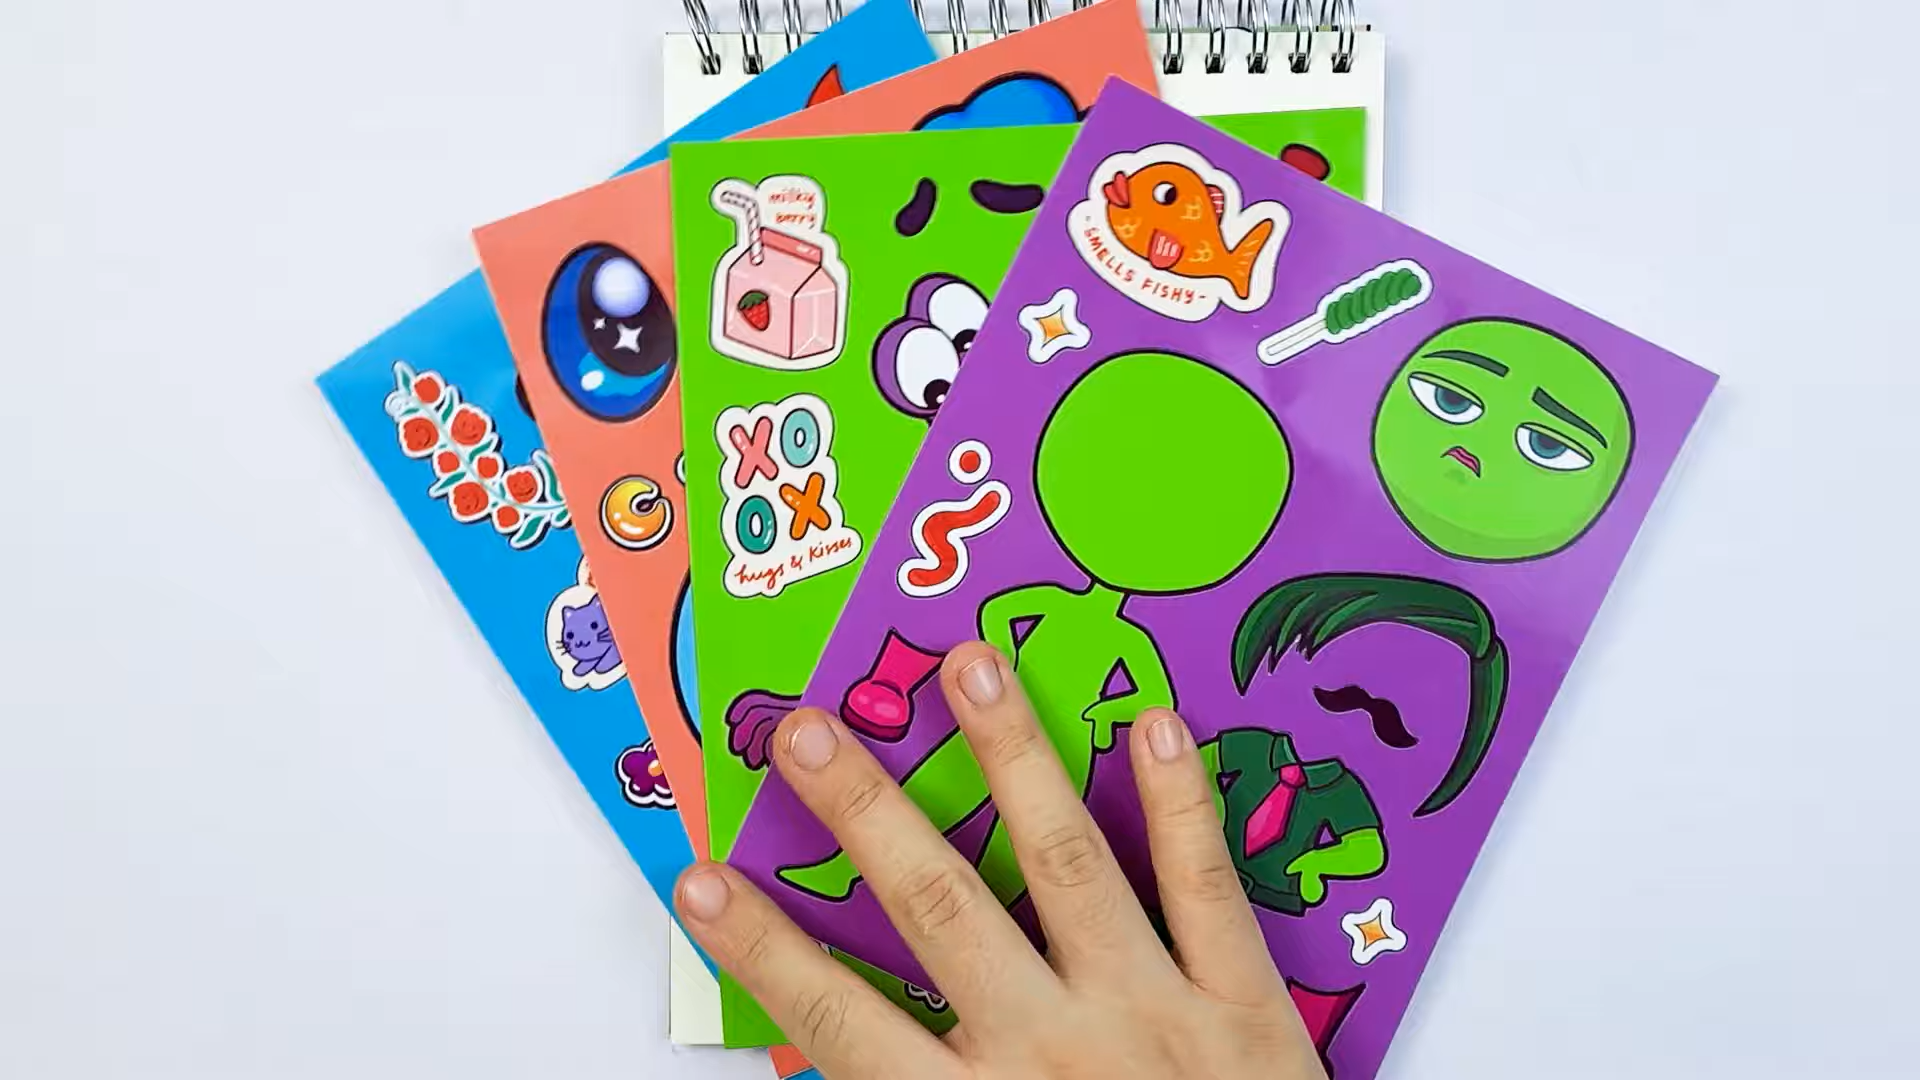 milky
berry
XO
OX
hugs & kisses
SMELLS FISHY-